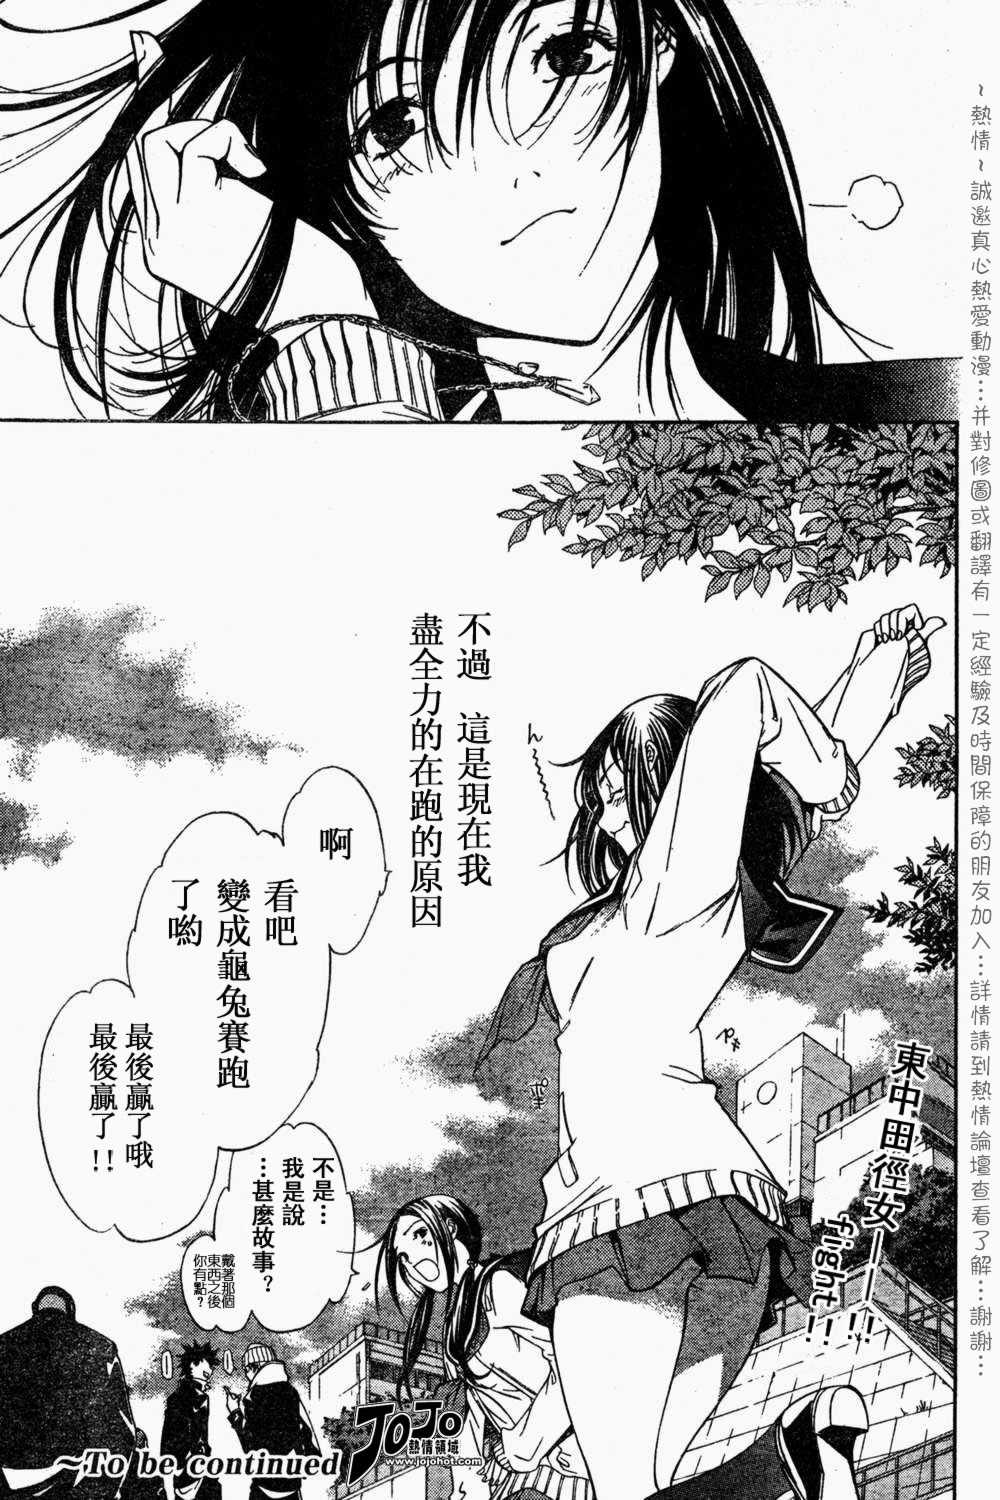 ～熱情～誠邀真心熱愛動漫…并對修圖或翻譯有一定經驗及時間保障的朋友加入…詳情請到熱情論壇查看了解…謝謝…
不過 這是現在我
盡全力的在跑的原因
ん～
啊
看吧
變成龜兔賽跑
了喲
最後贏了哦
最後贏了!!
東中田徑女——!!
fight!!
不是…
我是說
…甚麼故事？
戴著那個
東西之後
你有點？
JOJO
熱情領域
www.jojohot.com
~To be continued